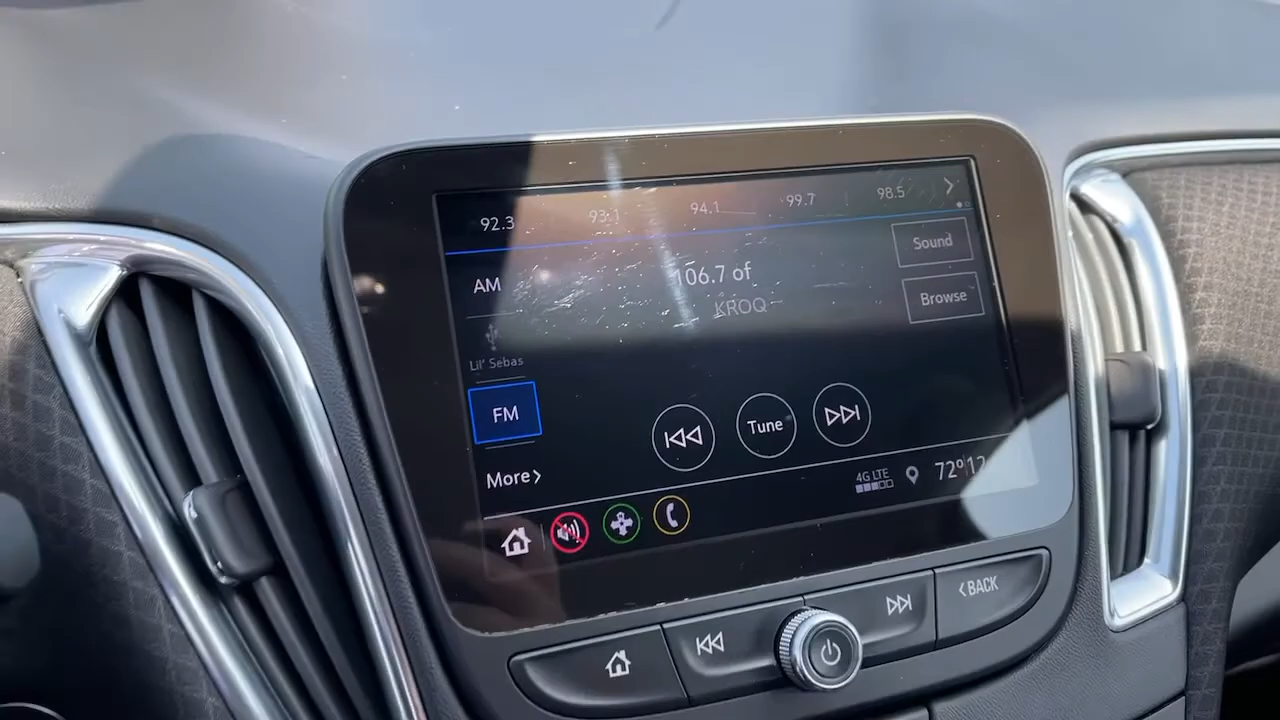 92.3 93.1 94.1 99.7 98.5
AM
106.7 of
KROQ
Sound
Browse
Lil' Sebas
FM
Tune
More
4G LTE
72° 12
BACK